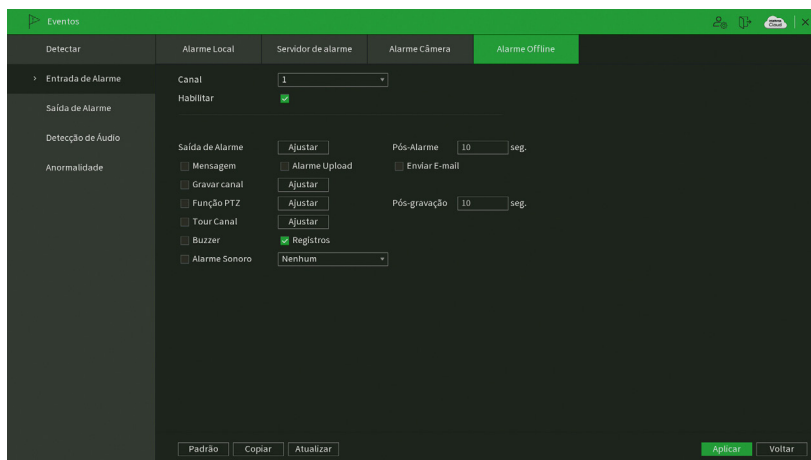 Eventos
Detectar
Alarme Local
Servidor de alarme
Alarme Câmera
Alarme Offline
Entrada de Alarme
Canal
1
Habilitar
Saída de Alarme
Saída de Alarme
Ajustar
Pós-Alarme
10
seg.
Detecção de Áudio
Mensagem
Alarme Upload
Enviar E-mail
Anormalidade
Gravar canal
Ajustar
Função PTZ
Ajustar
Pós-gravação
10
seg.
Tour Canal
Ajustar
Buzzer
Registros
Alarme Sonoro
Nenhum
Padrão
Copiar
Atualizar
Aplicar
Voltar